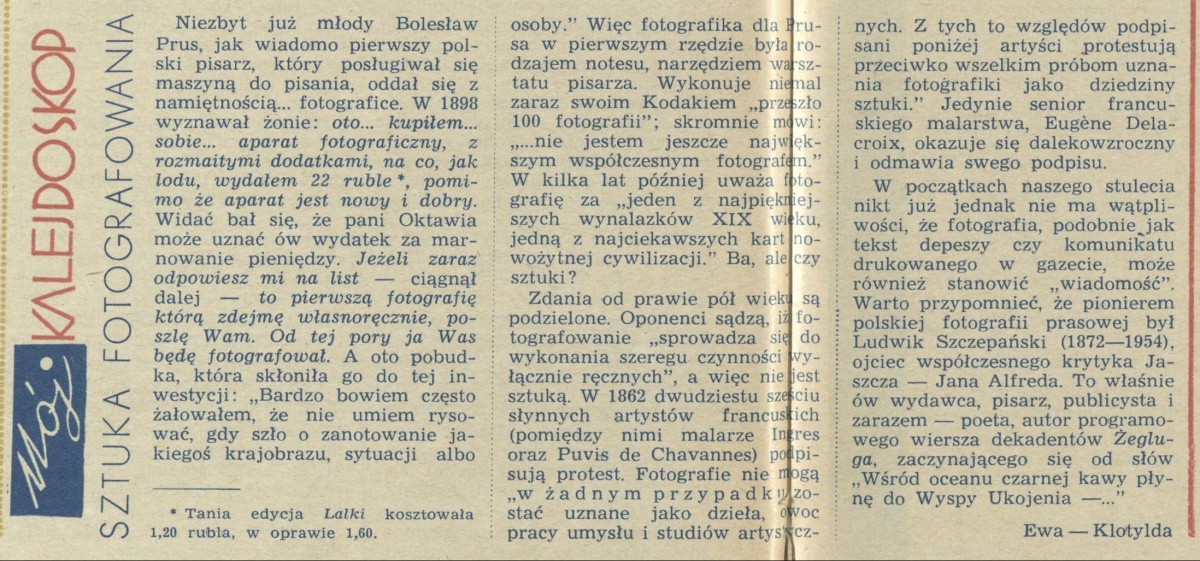 Mój • KALEJDOSKOP
SZTUKA FOTOGRAFOWANIA
Niezbyt już młody Bolesław
Prus, jak wiadomo pierwszy pol-
ski pisarz, który posługiwał się
maszyną do pisania, oddał się z
namiętnością... fotografice. W 1898
wyznawał żonie: oto... kupiłem...
sobie... aparat fotograficzny, z
rozmaitymi dodatkami, na co, jak
lodu, wydałem 22 ruble*, pomi-
mo że aparat jest nowy i dobry.
Widać bał się, że pani Oktawia
może uznać ów wydatek za mar-
nowanie pieniędzy. Jeżeli zaraz
odpowiesz mi na list — ciągnął
dalej — to pierwszą fotografię
którą zdejmę własnoręcznie, po-
szlę Wam. Od tej pory ja Was
będę fotografował. A oto pobud-
ka, która skłoniła go do tej in-
westycji: „Bardzo bowiem często
żałowałem, że nie umiem ryso-
wać, gdy szło o zanotowanie ja-
kiegoś krajobrazu, sytuacji albo
* Tania edycja Lalki kosztowała
1,20 rubla, w oprawie 1,60.
osoby.” Więc fotografika dla Pru-
sa w pierwszym rzędzie była ro-
dzajem notesu, narzędziem warsz-
tatu pisarza. Wykonuje niemal
zaraz swoim Kodakiem „przeszło
100 fotografii”; skromnie mówi:
„...nie jestem jeszcze najwięk-
szym współczesnym fotografem.”
W kilka lat później uważa foto-
grafię za „jeden z najpiękniej-
szych wynalazków XIX wieku,
jedną z najciekawszych kart no-
wożytnej cywilizacji.” Ba, ale czy
sztuki?
Zdania od prawie pół wieku są
podzielone. Oponenci sądzą, iż fo-
tografowanie „sprowadza się do
wykonania szeregu czynności wy-
łącznie ręcznych”, a więc nie jest
sztuką. W 1862 dwudziestu sześciu
słynnych artystów francuskich
(pomiędzy nimi malarze Ingres
oraz Puvis de Chavannes) podpi-
sują protest. Fotografie nie mogą
„w żadnym przypadku zo-
stać uznane jako dzieła, owoc
pracy umysłu i studiów artystycz-
nych. Z tych to względów podpi-
sani poniżej artyści protestują
przeciwko wszelkim próbom uzna-
nia fotografiki jako dziedziny
sztuki.” Jedynie senior francu-
skiego malarstwa, Eugène Dela-
croix, okazuje się dalekowzroczny
i odmawia swego podpisu.
W początkach naszego stulecia
nikt już jednak nie ma wątpli-
wości, że fotografia, podobnie jak
tekst depeszy czy komunikatu
drukowanego w gazecie, może
również stanowić „wiadomość”.
Warto przypomnieć, że pionierem
polskiej fotografii prasowej był
Ludwik Szczepański (1872—1954),
ojciec współczesnego krytyka Ja-
szcza — Jana Alfreda. To właśnie
ów wydawca, pisarz, publicysta i
zarazem — poeta, autor programo-
wego wiersza dekadentów Żeglu-
ga, zaczynającego się od słów
„Wśród oceanu czarnej kawy pły-
nę do Wyspy Ukojenia —...”
Ewa — Klotylda